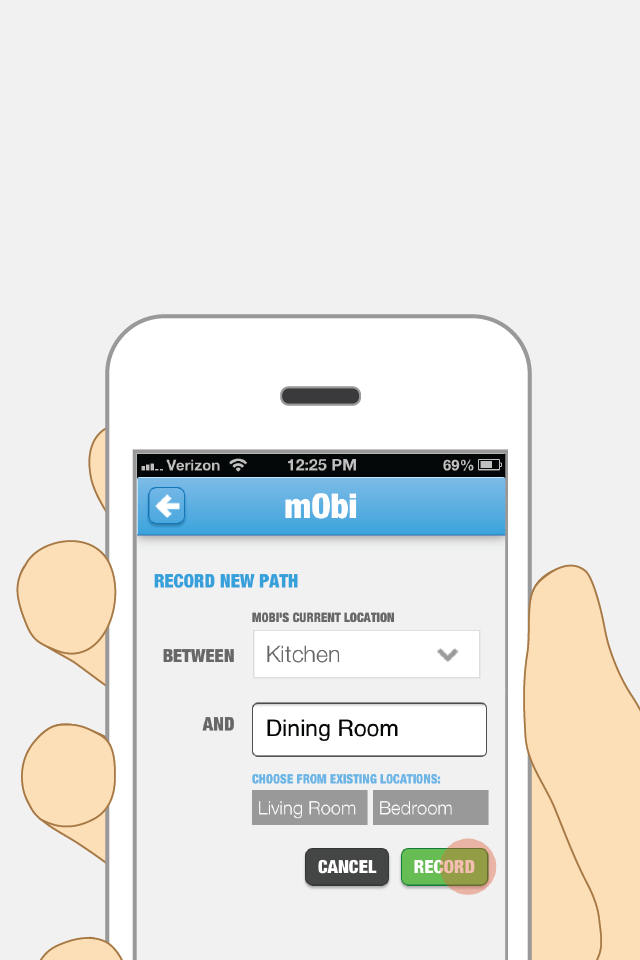 Verizon 12:25 PM 69%
m0bi
RECORD NEW PATH
MOBI'S CURRENT LOCATION
BETWEEN Kitchen
AND Dining Room
CHOOSE FROM EXISTING LOCATIONS:
Living Room Bedroom
CANCEL RECORD